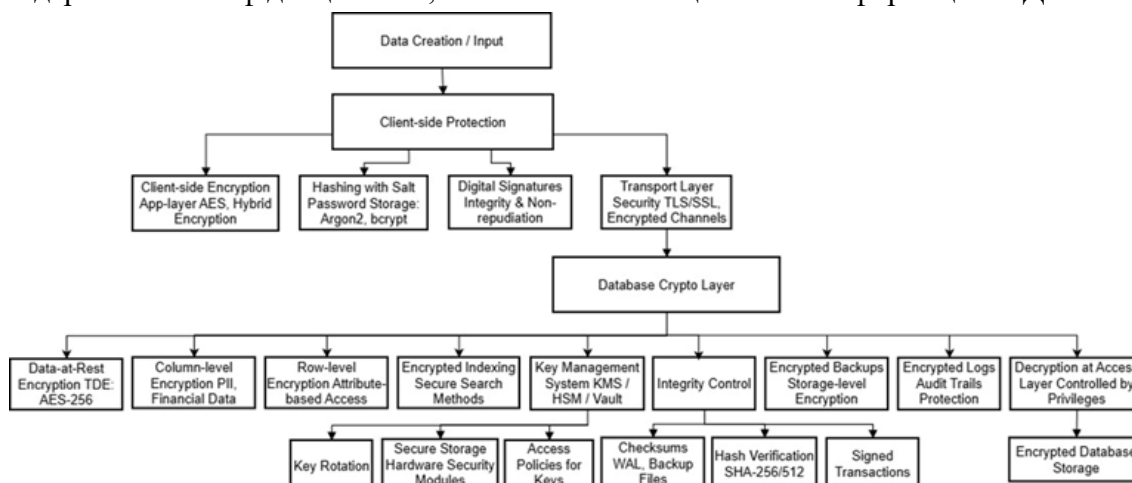 Data Creation / Input
Client-side Protection
Client-side Encryption
App-layer AES, Hybrid
Encryption
Hashing with Salt
Password Storage:
Argon2, bcrypt
Digital Signatures
Integrity & Non-
repudiation
Transport Layer
Security TLS/SSL,
Encrypted Channels
Database Crypto Layer
Data-at-Rest
Encryption TDE:
AES-256
Column-level
Encryption PII,
Financial Data
Row-level
Encryption Attribute-
based Access
Encrypted Indexing
Secure Search
Methods
Key Management
System KMS /
HSM / Vault
Integrity Control
Encrypted Backups
Storage-level
Encryption
Encrypted Logs
Audit Trails
Protection
Decryption at Access
Layer Controlled by
Privileges
Key Rotation
Secure Storage
Hardware Security
Modules
Access
Policies for
Keys
Checksums
WAL, Backup
Files
Hash Verification
SHA-256/512
Signed
Transactions
Encrypted Database
Storage